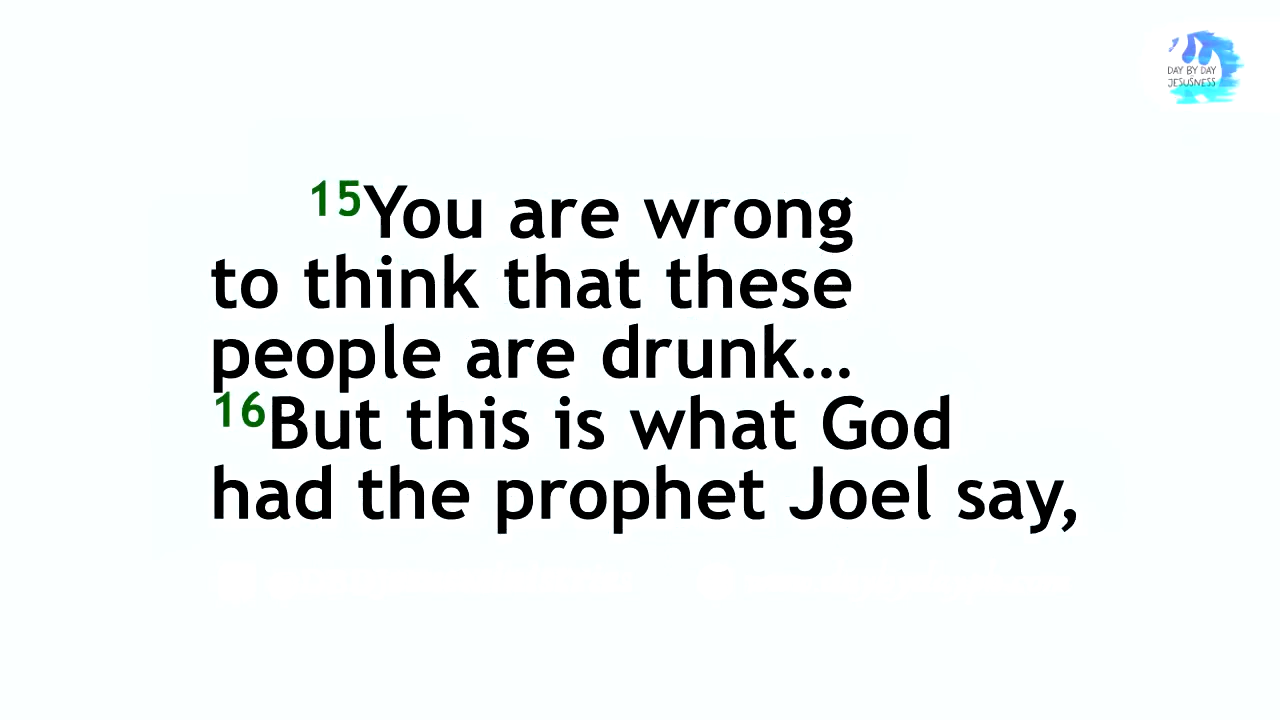 DAY BY DAY
JESUSNESS
15You are wrong
to think that these
people are drunk...
16But this is what God
had the prophet Joel say,